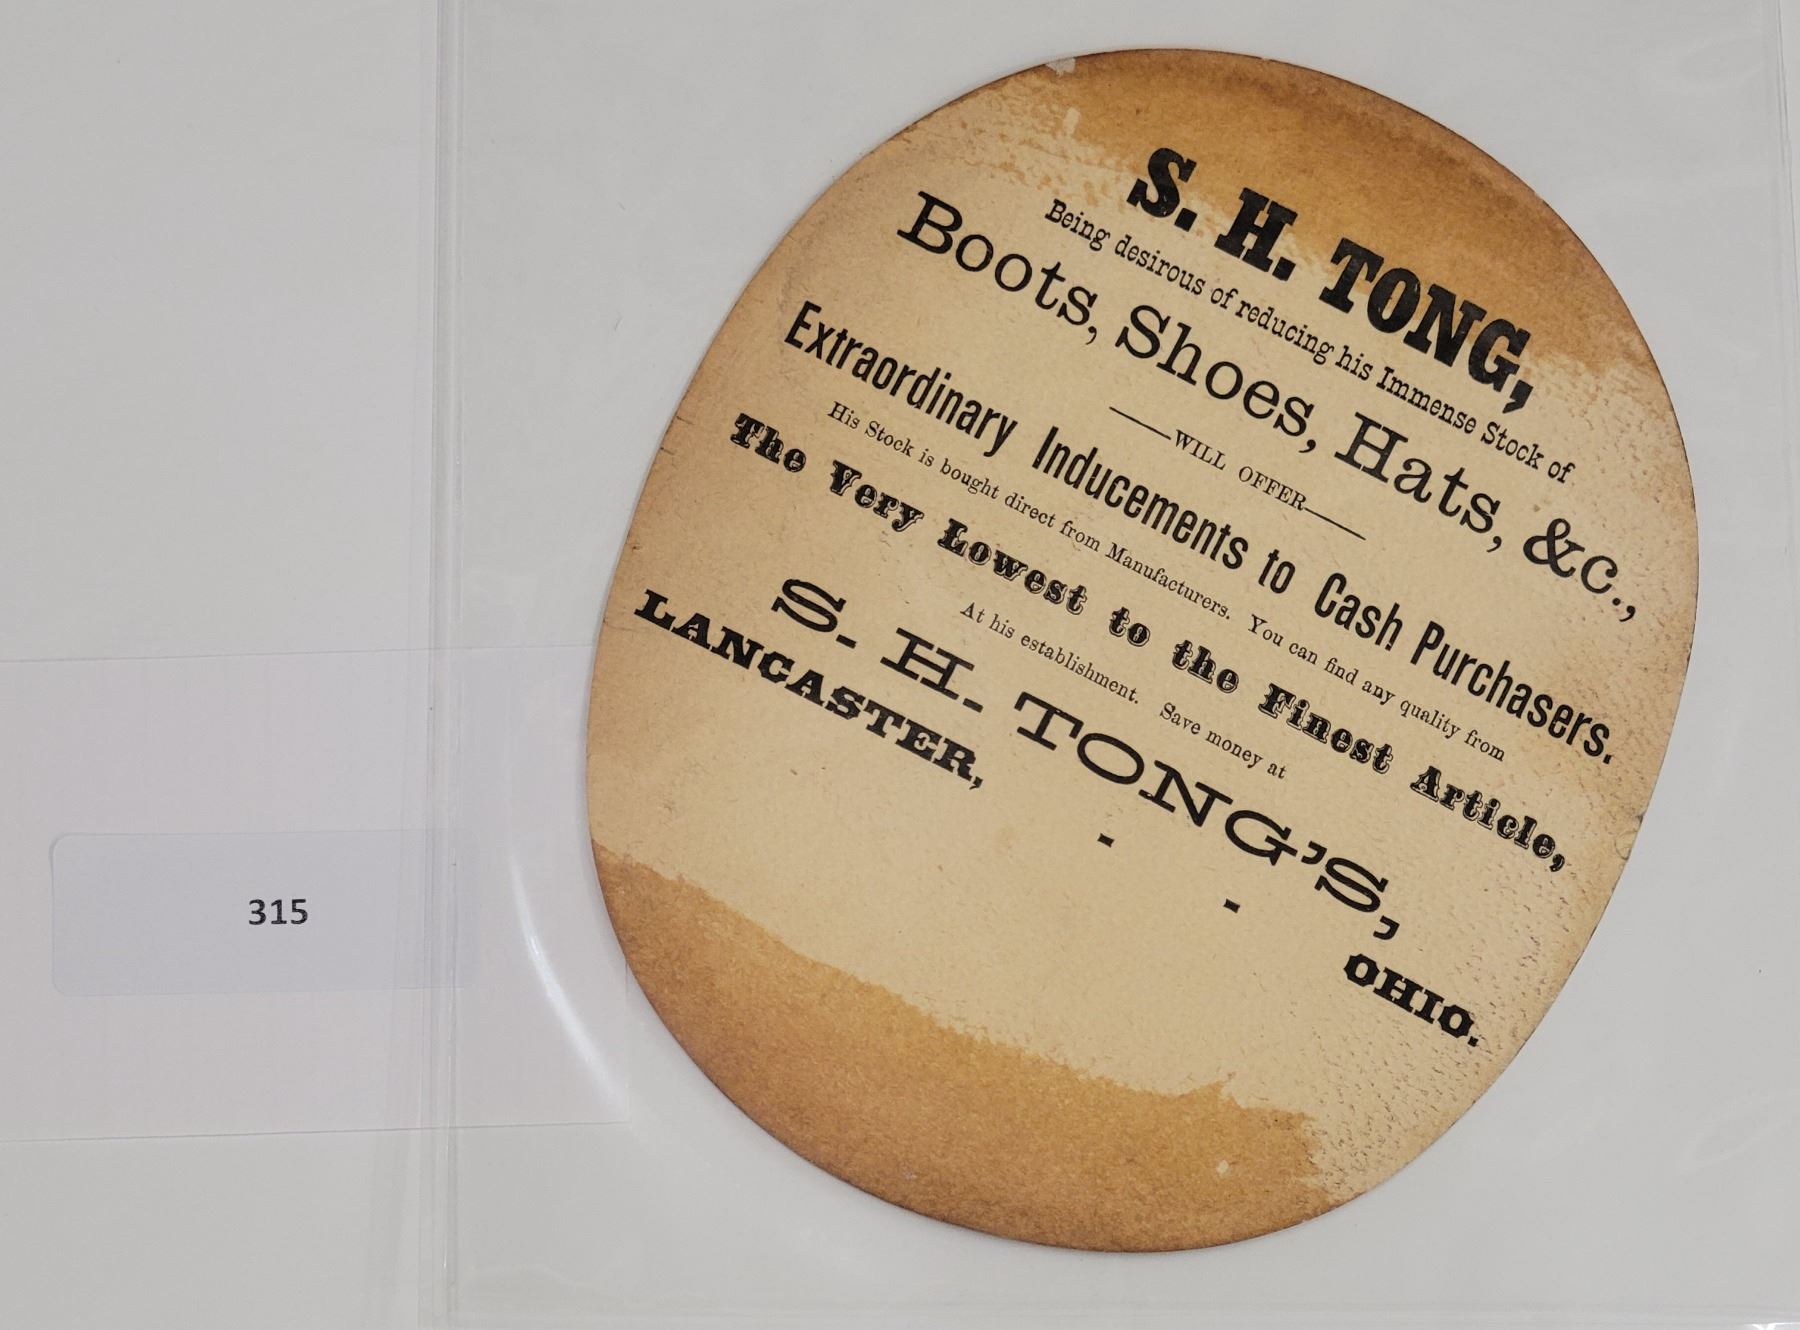 S. H. TONG,
Being desirous of reducing his Immense Stock of
Boots, Shoes, Hats, &c.,
—WILL OFFER—
Extraordinary Inducements to Cash Purchasers.
His Stock is bought direct from Manufacturers. You can find any quality from
The Very Lowest to the Finest Article,
At his establishment. Save money at
S. H. TONG'S,
LANCASTER, - - OHIO.
315